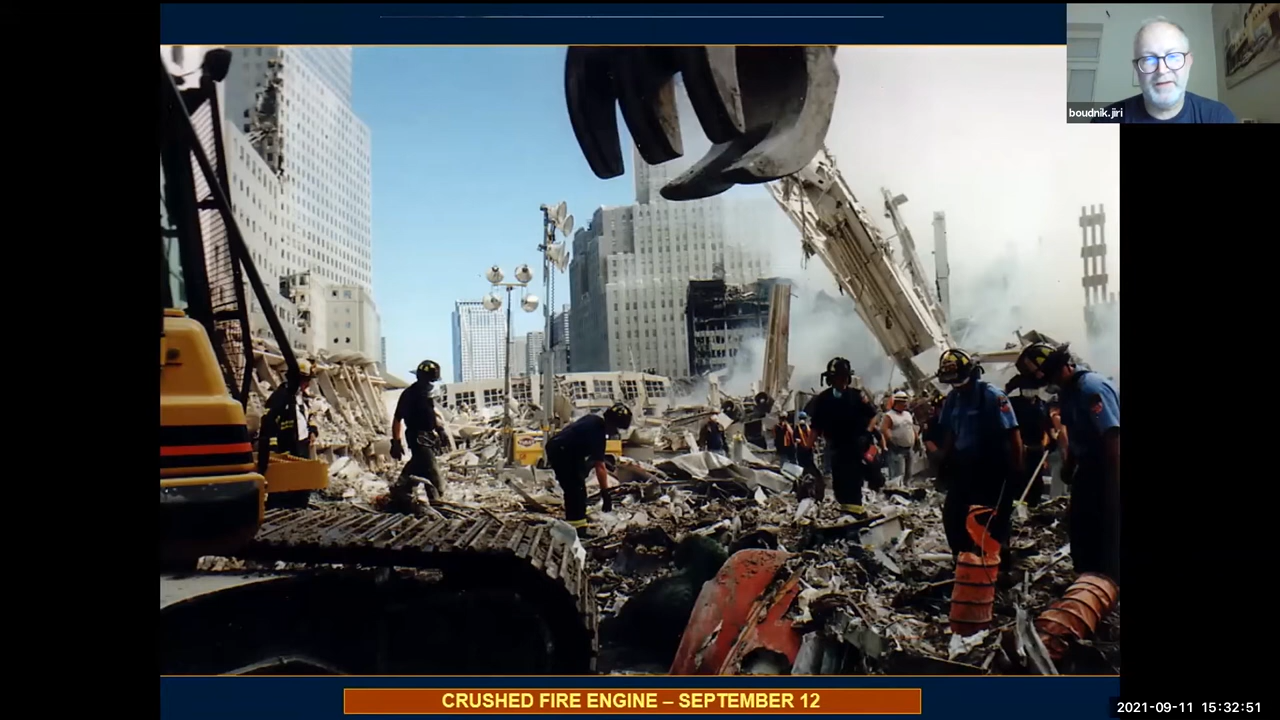 boudnik.jiri
CRUSHED FIRE ENGINE – SEPTEMBER 12
2021-09-11 15:32:51